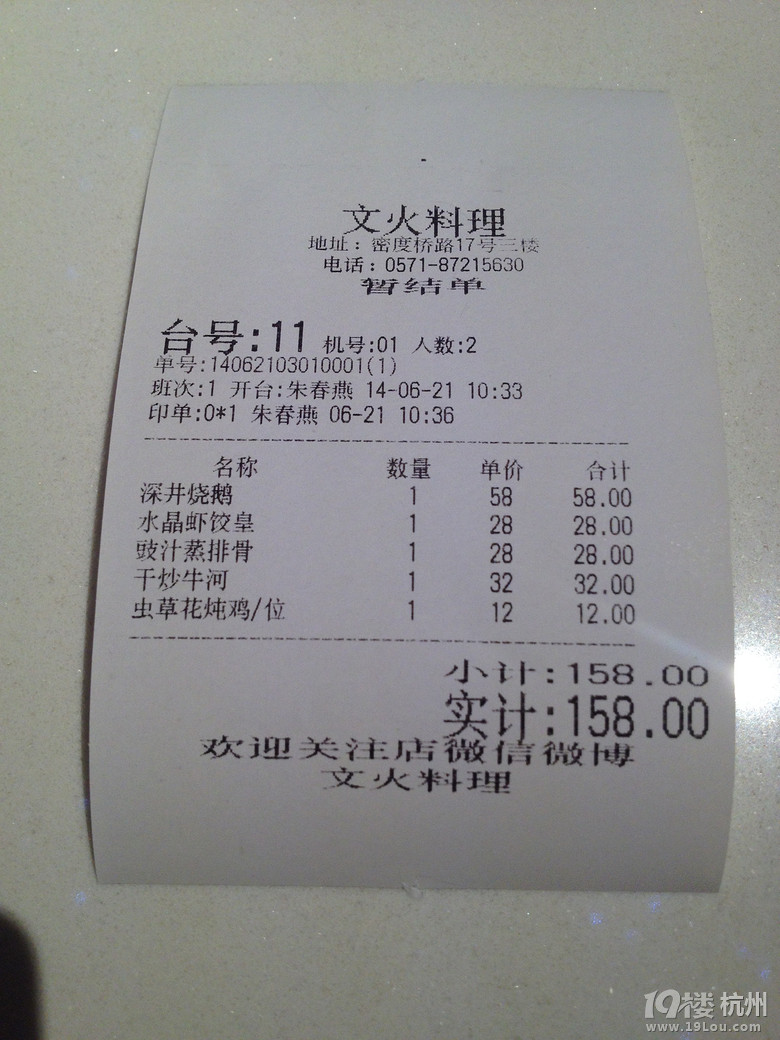 文火料理
地址：密度桥路17号三楼
电话：0571-87215630
暂结单
台号:11 机号:01 人数:2
单号:14062103010001(1)
班次:1 开台:朱春燕 14-06-21 10:33
印单:0*1 朱春燕 06-21 10:36
名称 数量 单价 合计
深井烧鹅 1 58 58.00
水晶虾饺皇 1 28 28.00
豉汁蒸排骨 1 28 28.00
干炒牛河 1 32 32.00
虫草花炖鸡/位 1 12 12.00
小计:158.00
实计:158.00
欢迎关注店微信微博
文火料理
19楼 杭州
www.19Lou.com